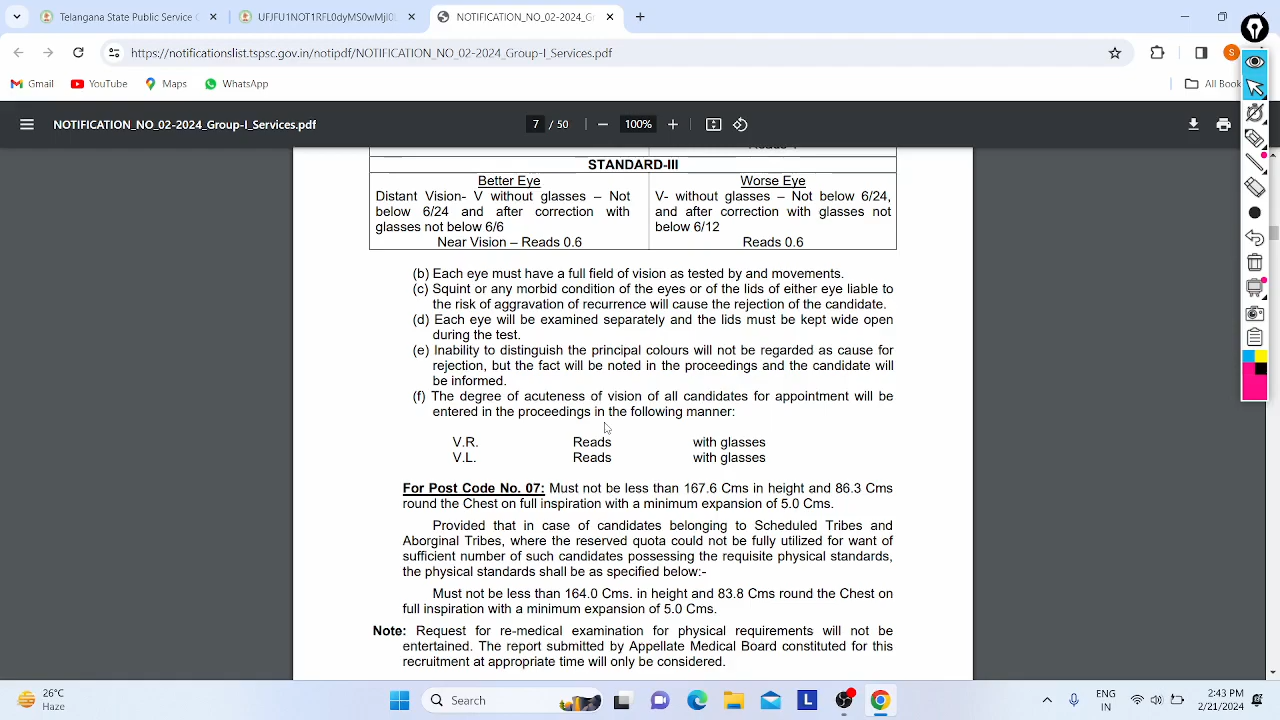 Telangana State Public Service C
UFJFU1NOT1RFL0dyMS0wMjI0
NOTIFICATION_NO_02-2024_G
https://notificationslist.tspsc.gov.in/notipdf/NOTIFICATION_NO_02-2024_Group-I_Services.pdf
S
Gmail
YouTube
Maps
WhatsApp
All Book
NOTIFICATION_NO_02-2024_Group-I_Services.pdf
7 / 50
100%
STANDARD-III
Better Eye
Worse Eye
Distant Vision- V without glasses – Not
below 6/24 and after correction with
glasses not below 6/6
Near Vision – Reads 0.6
V- without glasses – Not below 6/24,
and after correction with glasses not
below 6/12
Reads 0.6
(b) Each eye must have a full field of vision as tested by and movements.
(c) Squint or any morbid condition of the eyes or of the lids of either eye liable to
the risk of aggravation of recurrence will cause the rejection of the candidate.
(d) Each eye will be examined separately and the lids must be kept wide open
during the test.
(e) Inability to distinguish the principal colours will not be regarded as cause for
rejection, but the fact will be noted in the proceedings and the candidate will
be informed.
(f) The degree of acuteness of vision of all candidates for appointment will be
entered in the proceedings in the following manner:
V.R. Reads with glasses
V.L. Reads with glasses
For Post Code No. 07: Must not be less than 167.6 Cms in height and 86.3 Cms
round the Chest on full inspiration with a minimum expansion of 5.0 Cms.
Provided that in case of candidates belonging to Scheduled Tribes and
Aborginal Tribes, where the reserved quota could not be fully utilized for want of
sufficient number of such candidates possessing the requisite physical standards,
the physical standards shall be as specified below:-
Must not be less than 164.0 Cms. in height and 83.8 Cms round the Chest on
full inspiration with a minimum expansion of 5.0 Cms.
Note: Request for re-medical examination for physical requirements will not be
entertained. The report submitted by Appellate Medical Board constituted for this
recruitment at appropriate time will only be considered.
26°C
Haze
Search
L
ENG
IN
2:43 PM
2/21/2024